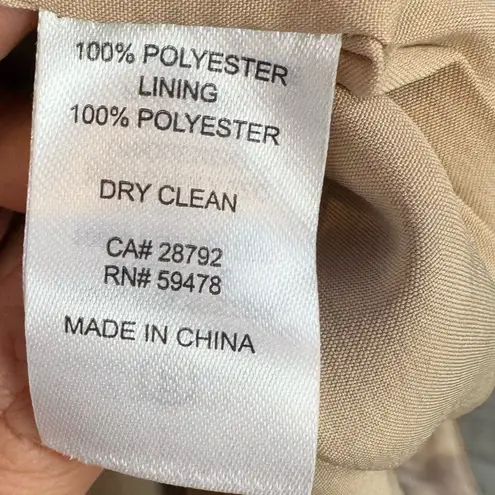 100% POLYESTER
LINING
100% POLYESTER
DRY CLEAN
CA# 28792
RN# 59478
MADE IN CHINA